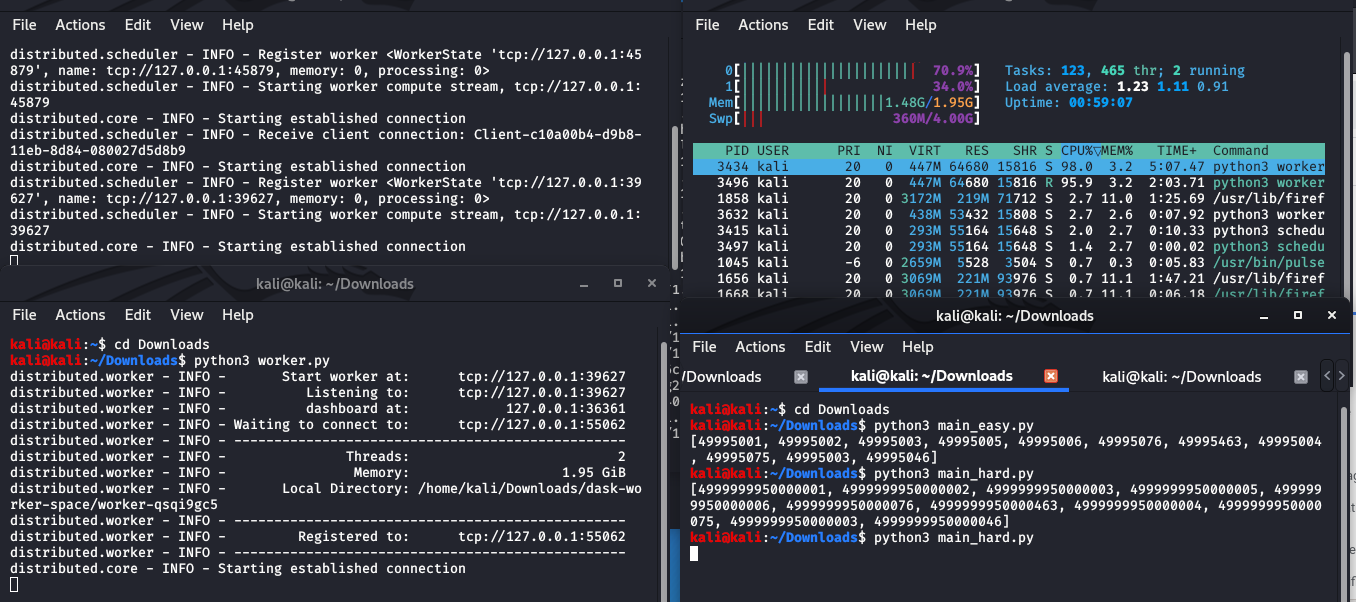 File Actions Edit View Help
distributed.scheduler - INFO - Register worker <WorkerState 'tcp://127.0.0.1:45
879', name: tcp://127.0.0.1:45879, memory: 0, processing: 0>
distributed.scheduler - INFO - Starting worker compute stream, tcp://127.0.0.1:
45879
distributed.core - INFO - Starting established connection
distributed.scheduler - INFO - Receive client connection: Client-c10a00b4-d9b8-
11eb-8d84-080027d5d8b9
distributed.core - INFO - Starting established connection
distributed.scheduler - INFO - Register worker <WorkerState 'tcp://127.0.0.1:39
627', name: tcp://127.0.0.1:39627, memory: 0, processing: 0>
distributed.scheduler - INFO - Starting worker compute stream, tcp://127.0.0.1:
39627
distributed.core - INFO - Starting established connection
File Actions Edit View Help
0[||||||||||||||||||||| 70.9%] Tasks: 123, 465 thr; 2 running
1[||||||||||| 34.0%] Load average: 1.23 1.11 0.91
Mem[||||||||||||||||||1.48G/1.95G] Uptime: 00:59:07
Swp[||| 360M/4.00G]
PID USER PRI NI VIRT RES SHR S CPU%▽MEM% TIME+ Command
3434 kali 20 0 447M 64680 15816 S 98.0 3.2 5:07.47 python3 worker
3496 kali 20 0 447M 64680 15816 R 95.9 3.2 2:03.71 python3 worker
1858 kali 20 0 3172M 219M 71712 S 2.7 11.0 1:25.69 /usr/lib/firef
3632 kali 20 0 438M 53432 15808 S 2.7 2.6 0:07.92 python3 worker
3415 kali 20 0 293M 55164 15648 S 2.0 2.7 0:10.33 python3 schedu
3497 kali 20 0 293M 55164 15648 S 1.4 2.7 0:00.02 python3 schedu
1045 kali -6 0 2659M 5528 3504 S 0.7 0.3 0:05.83 /usr/bin/pulse
1656 kali 20 0 3069M 221M 93976 S 0.7 11.1 1:47.21 /usr/lib/firef
1668 kali 20 0 3069M 221M 93976 S 0.7 11.1 0:06.18 /usr/lib/firef
kali@kali: ~/Downloads
File Actions Edit View Help
kali@kali:~$ cd Downloads
kali@kali:~/Downloads$ python3 worker.py
distributed.worker - INFO - Start worker at: tcp://127.0.0.1:39627
distributed.worker - INFO - Listening to: tcp://127.0.0.1:39627
distributed.worker - INFO - dashboard at: 127.0.0.1:36361
distributed.worker - INFO - Waiting to connect to: tcp://127.0.0.1:55062
distributed.worker - INFO - -------------------------------------------------
distributed.worker - INFO - Threads: 2
distributed.worker - INFO - Memory: 1.95 GiB
distributed.worker - INFO - Local Directory: /home/kali/Downloads/dask-wo
rker-space/worker-qsqi9gc5
distributed.worker - INFO - -------------------------------------------------
distributed.worker - INFO - Registered to: tcp://127.0.0.1:55062
distributed.worker - INFO - -------------------------------------------------
distributed.core - INFO - Starting established connection
kali@kali: ~/Downloads
File Actions Edit View Help
/Downloads kali@kali: ~/Downloads kali@kali: ~/Downloads
kali@kali:~$ cd Downloads
kali@kali:~/Downloads$ python3 main_easy.py
[49995001, 49995002, 49995003, 49995005, 49995006, 49995076, 49995463, 49995004
, 49995075, 49995003, 49995046]
kali@kali:~/Downloads$ python3 main_hard.py
[4999999950000001, 4999999950000002, 4999999950000003, 4999999950000005, 499999
9950000006, 4999999950000076, 4999999950000463, 4999999950000004, 4999999950000
075, 4999999950000003, 4999999950000046]
kali@kali:~/Downloads$ python3 main_hard.py